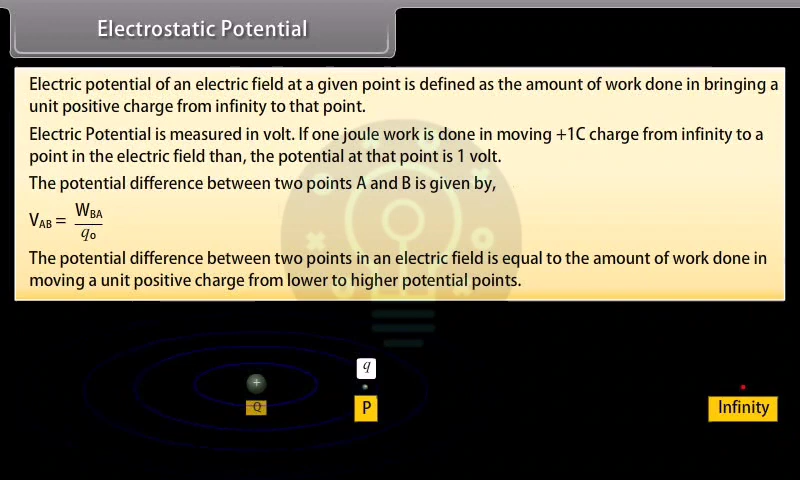 Electrostatic Potential
Electric potential of an electric field at a given point is defined as the amount of work done in bringing a
unit positive charge from infinity to that point.
Electric Potential is measured in volt. If one joule work is done in moving +1C charge from infinity to a
point in the electric field than, the potential at that point is 1 volt.
The potential difference between two points A and B is given by,
V_AB = W_BA / q_o
The potential difference between two points in an electric field is equal to the amount of work done in
moving a unit positive charge from lower to higher potential points.
q
+
Q
P
Infinity